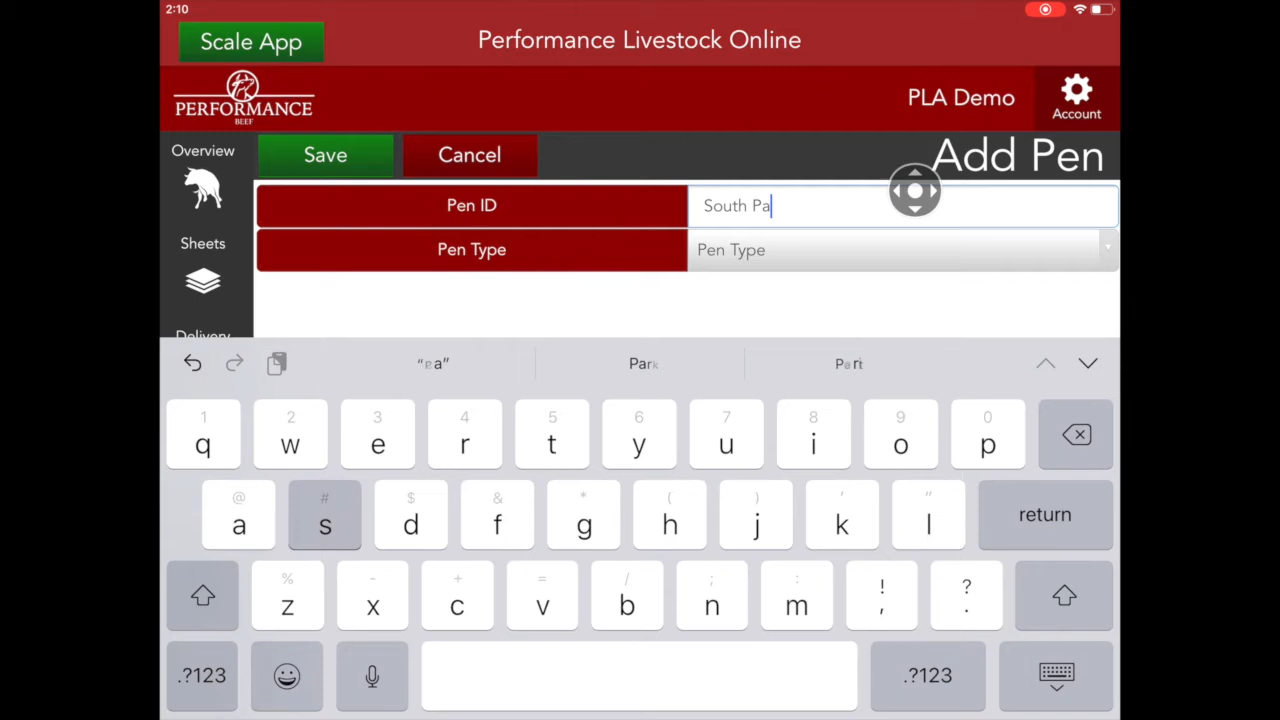 2:10
Scale App
Performance Livestock Online
PERFORMANCE
BEEF
PLA Demo
Account
Overview
Save
Cancel
Add Pen
Pen ID
South Pa
Pen Type
Pen Type
Sheets
Delivery
Park
1 2 3 4 5 6 7 8 9 0
q w e r t y u i o p
@ # $ & * ( ) ' "
a s d f g h j k l
return
% - + = / ; : ! ?
z x c v b n m , .
.?123
.?123